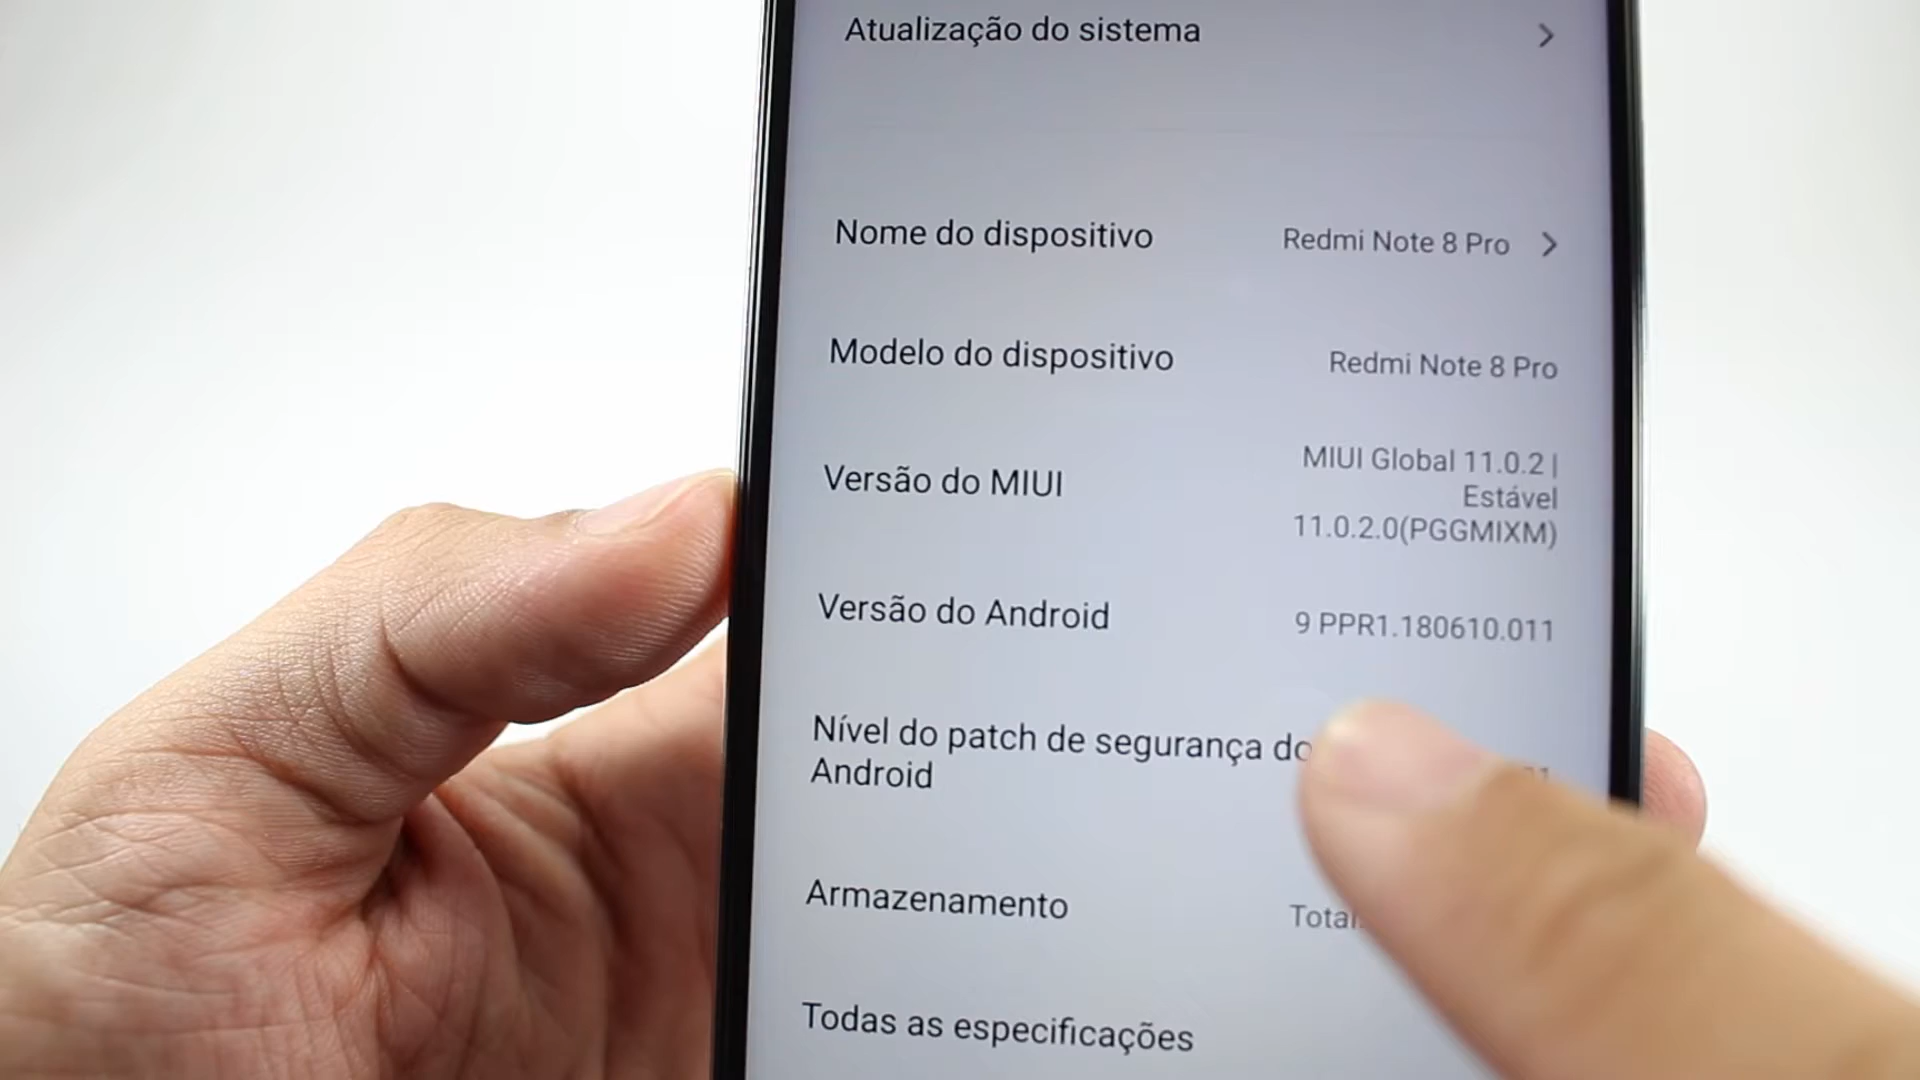 Atualização do sistema
Nome do dispositivo Redmi Note 8 Pro
Modelo do dispositivo Redmi Note 8 Pro
Versão do MIUI MIUI Global 11.0.2 |
Estável
11.0.2.0(PGGMIXM)
Versão do Android 9 PPR1.180610.011
Nível do patch de segurança do
Android
Armazenamento Total:
Todas as especificações